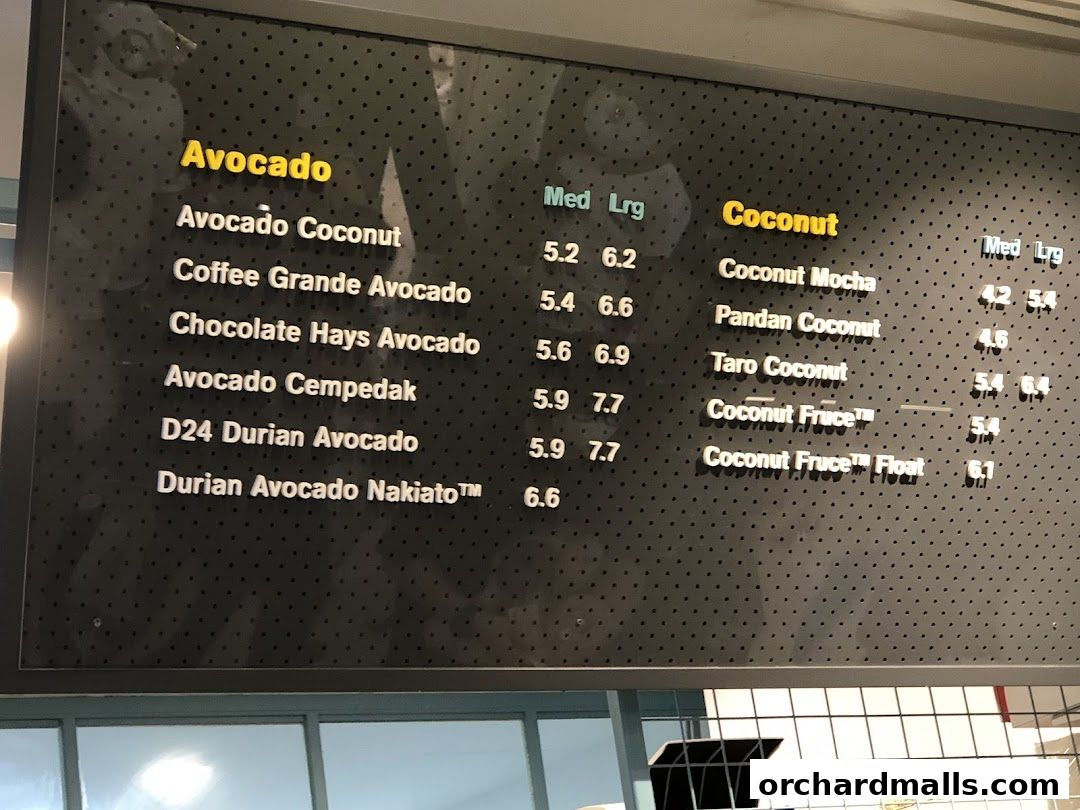 Avocado
Med Lrg
Avocado Coconut 5.2 6.2
Coffee Grande Avocado 5.4 6.6
Chocolate Hays Avocado 5.6 6.9
Avocado Cempedak 5.9 7.7
D24 Durian Avocado 5.9 7.7
Durian Avocado Nakiato™ 6.6
Coconut
Med Lrg
Coconut Mocha 4.2 5.4
Pandan Coconut 4.6
Taro Coconut 5.4 6.4
Coconut Fruce™ 5.4
Coconut Fruce™ Float 6.1
orchardmalls.com